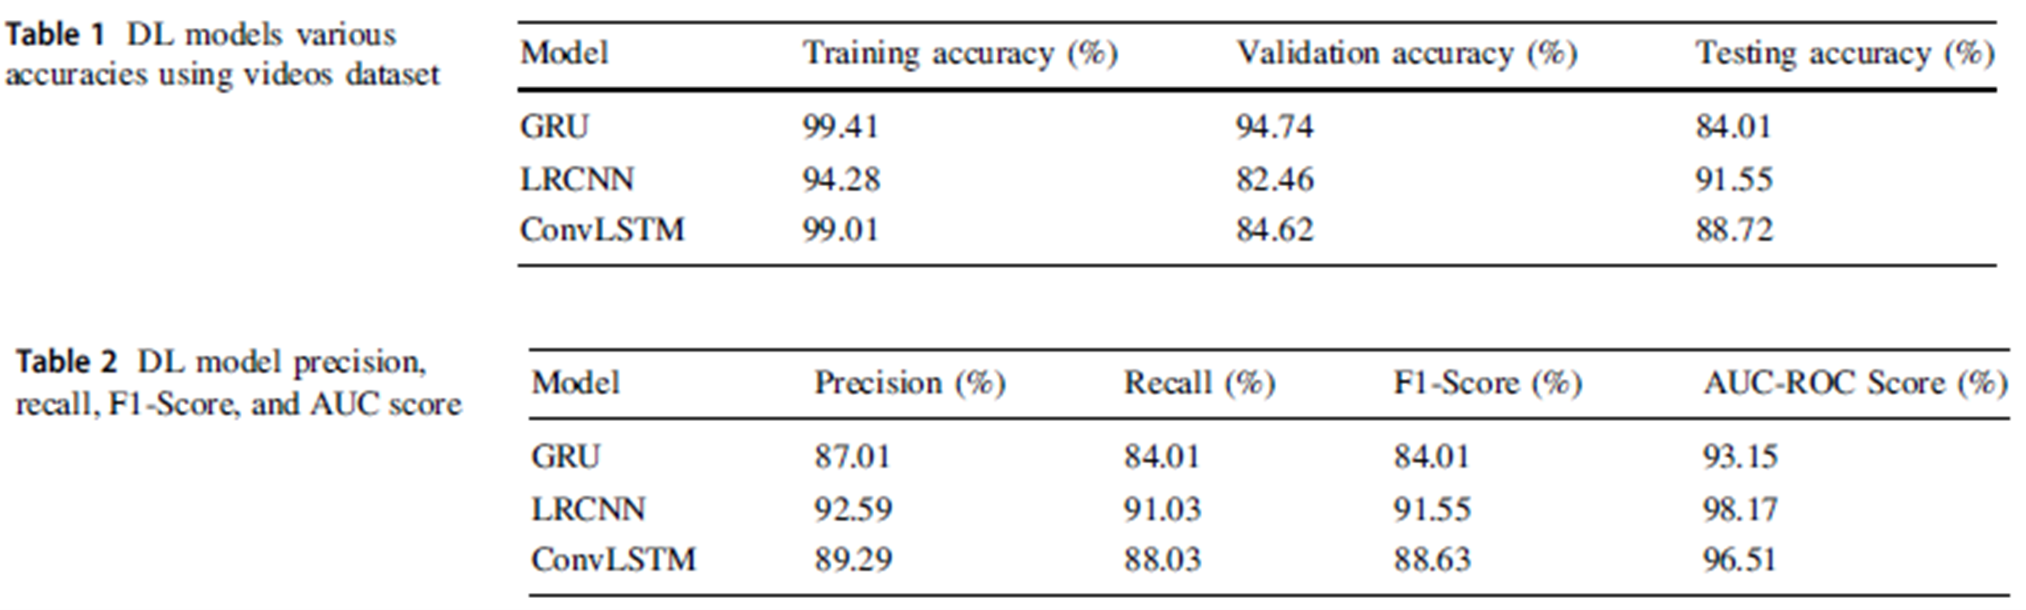 Table 1 DL models various
accuracies using videos dataset
Model Training accuracy (%) Validation accuracy (%) Testing accuracy (%)
GRU 99.41 94.74 84.01
LRCNN 94.28 82.46 91.55
ConvLSTM 99.01 84.62 88.72
Table 2 DL model precision,
recall, F1-Score, and AUC score
Model Precision (%) Recall (%) F1-Score (%) AUC-ROC Score (%)
GRU 87.01 84.01 84.01 93.15
LRCNN 92.59 91.03 91.55 98.17
ConvLSTM 89.29 88.03 88.63 96.51